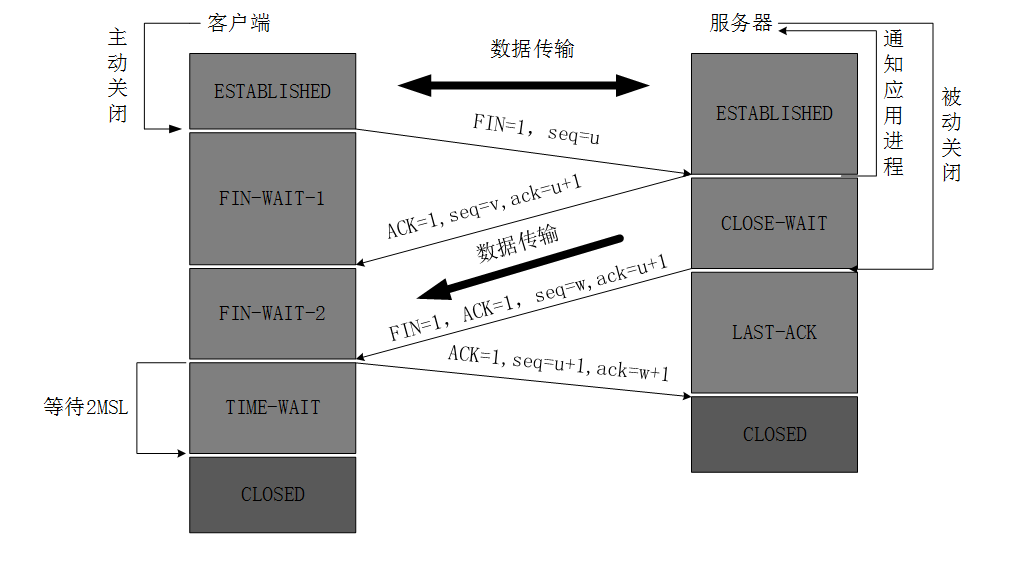 客户端
服务器
主动关闭
数据传输
通知应用进程
被动关闭
ESTABLISHED
ESTABLISHED
FIN=1, seq=u
FIN-WAIT-1
ACK=1,seq=v,ack=u+1
CLOSE-WAIT
数据传输
FIN-WAIT-2
FIN=1, ACK=1, seq=w,ack=u+1
LAST-ACK
ACK=1,seq=u+1,ack=w+1
等待2MSL
TIME-WAIT
CLOSED
CLOSED